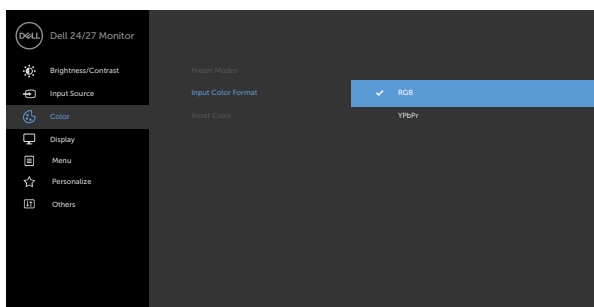 DELL Dell 24/27 Monitor
Brightness/Contrast
Preset Modes
Input Source
Input Color Format
RGB
Color
Reset Color
YPbPr
Display
Menu
Personalize
Others